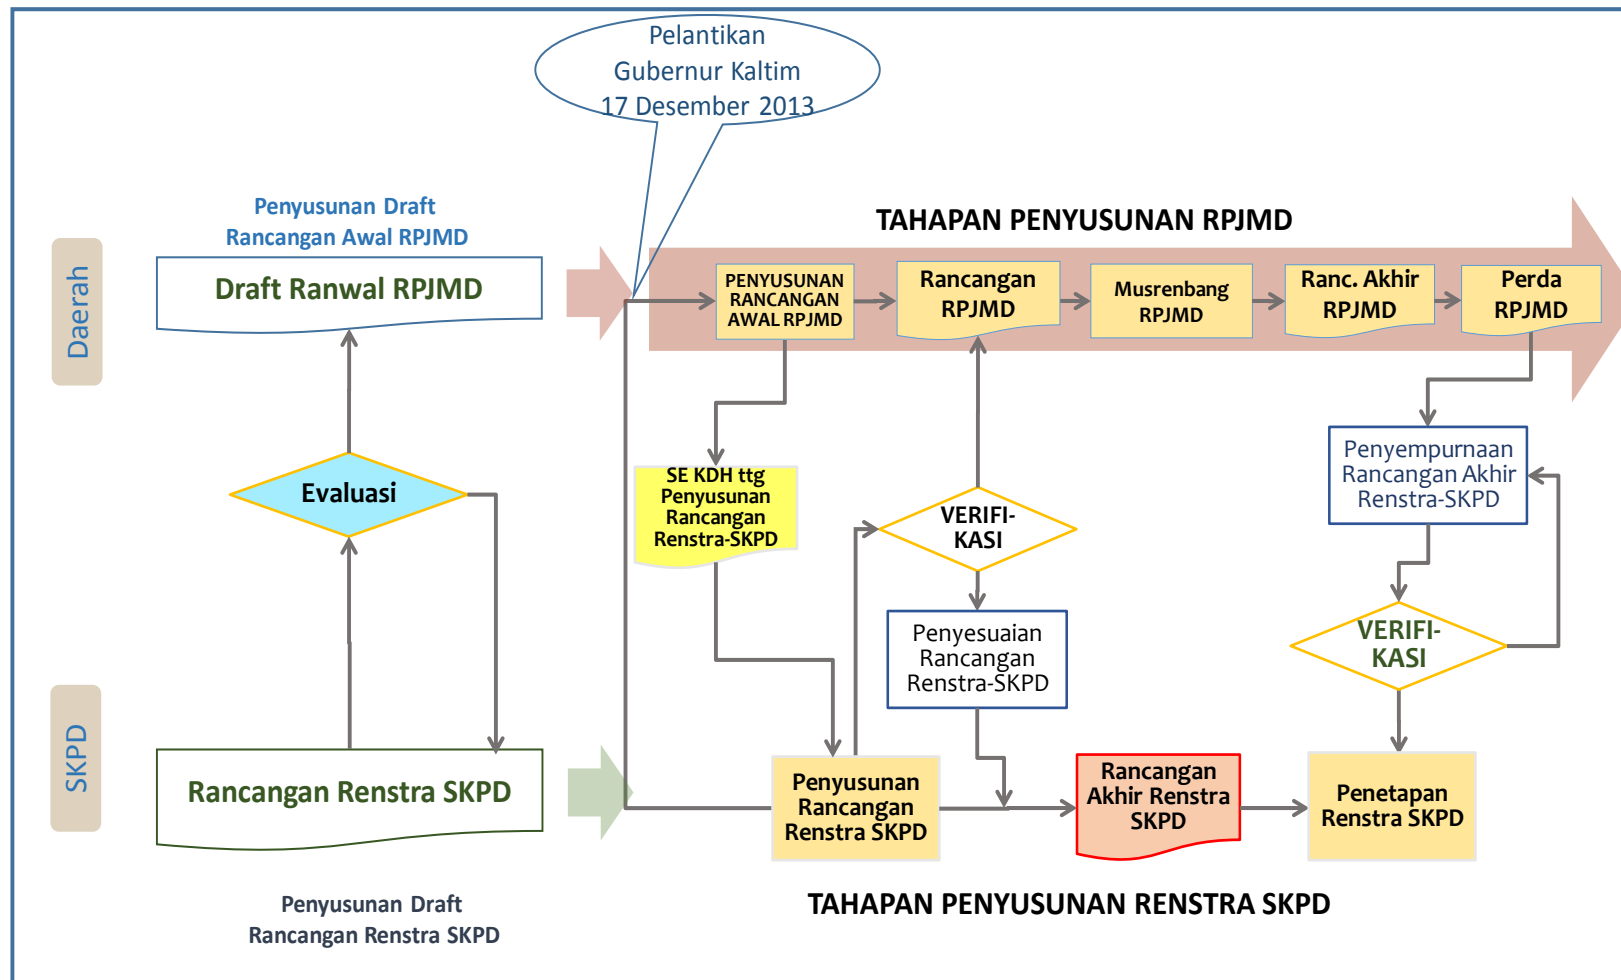 Pelantikan
Gubernur Kaltim
17 Desember 2013
Penyusunan Draft
Rancangan Awal RPJMD
TAHAPAN PENYUSUNAN RPJMD
Daerah
Draft Ranwal RPJMD
PENYUSUNAN
RANCANGAN
AWAL RPJMD
Rancangan
RPJMD
Musrenbang
RPJMD
Ranc. Akhir
RPJMD
Perda
RPJMD
Evaluasi
SE KDH ttg
Penyusunan
Rancangan
Renstra-SKPD
VERIFI-
KASI
Penyempurnaan
Rancangan Akhir
Renstra-SKPD
Penyesuaian
Rancangan
Renstra-SKPD
VERIFI-
KASI
SKPD
Rancangan Renstra SKPD
Penyusunan
Rancangan
Renstra SKPD
Rancangan
Akhir Renstra
SKPD
Penetapan
Renstra SKPD
Penyusunan Draft
Rancangan Renstra SKPD
TAHAPAN PENYUSUNAN RENSTRA SKPD